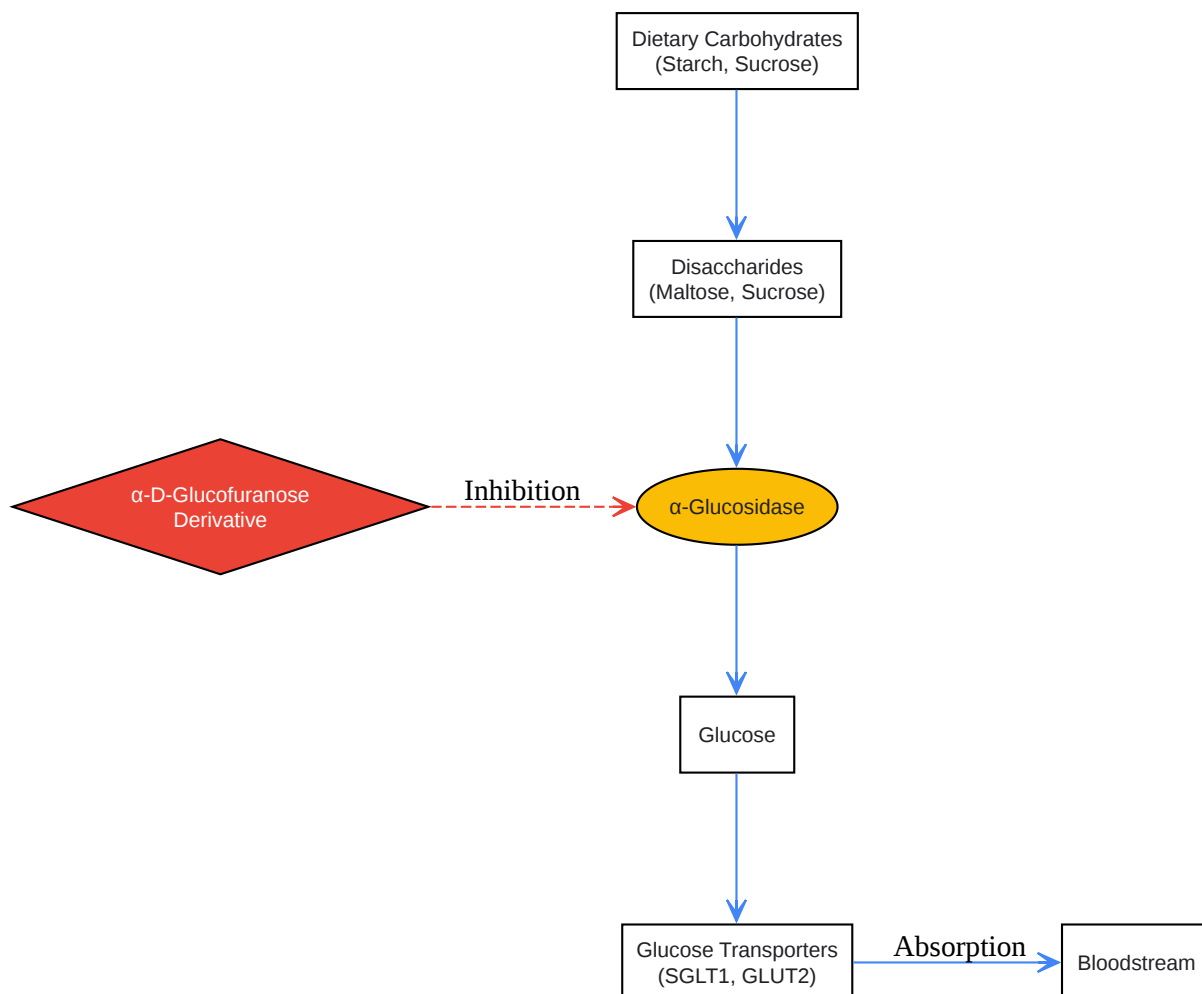 Dietary Carbohydrates
(Starch, Sucrose)
Disaccharides
(Maltose, Sucrose)
α-D-Glucofuranose
Derivative
Inhibition
α-Glucosidase
Glucose
Glucose Transporters
(SGLT1, GLUT2)
Absorption
Bloodstream